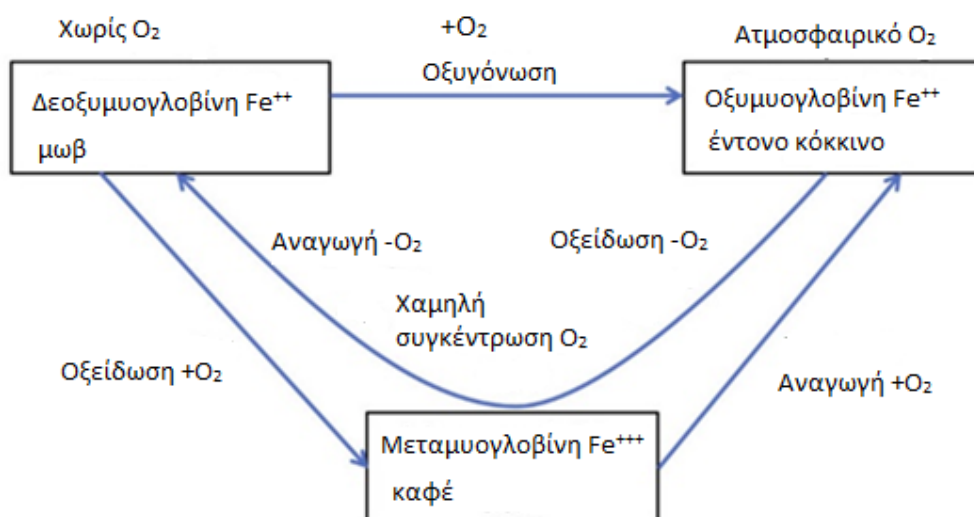 Χωρίς O₂
+O₂
Ατμοσφαιρικό O₂
Οξυγόνωση
Δεοξυμυογλοβίνη Fe⁺⁺
μωβ
Οξυμυογλοβίνη Fe⁺⁺
έντονο κόκκινο
Αναγωγή -O₂
Οξείδωση -O₂
Χαμηλή
συγκέντρωση O₂
Οξείδωση +O₂
Αναγωγή +O₂
Μεταμυογλοβίνη Fe⁺⁺⁺
καφέ